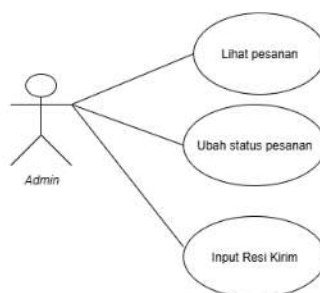 Lihat pesanan
Ubah status pesanan
Admin
Input Resi Kirim